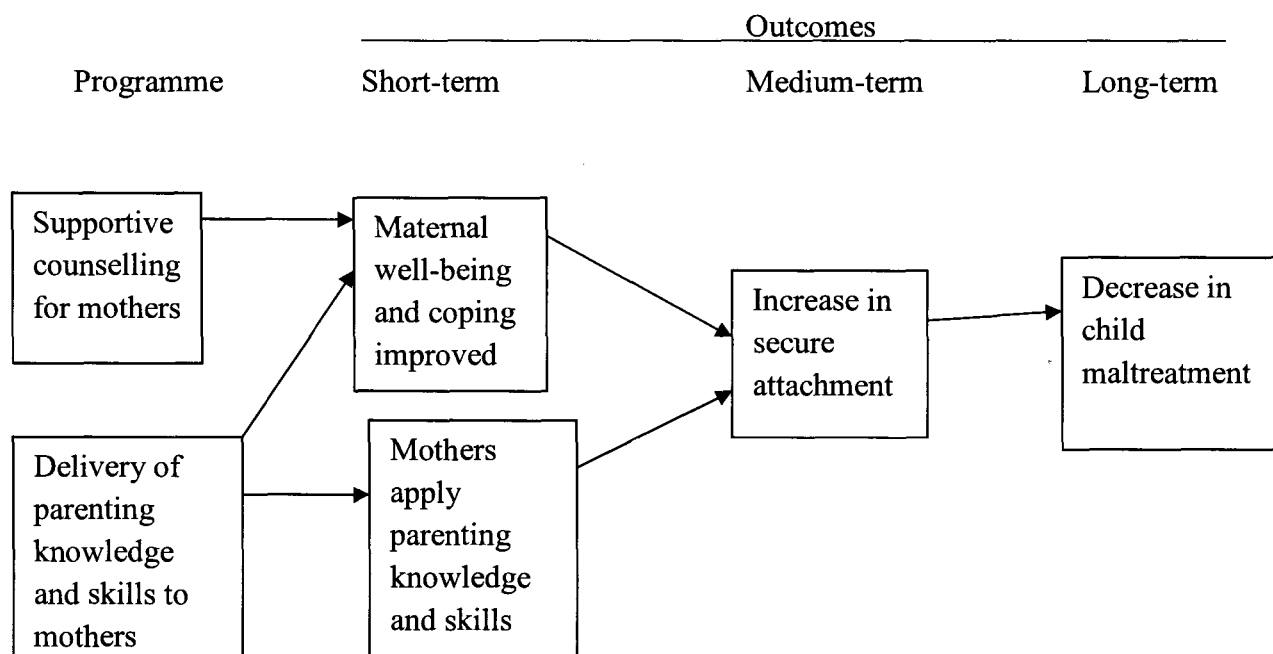 Outcomes
Programme Short-term Medium-term Long-term
Supportive
counselling
for mothers
Maternal
well-being
and coping
improved
Increase in
secure
attachment
Decrease in
child
maltreatment
Delivery of
parenting
knowledge
and skills to
mothers
Mothers
apply
parenting
knowledge
and skills